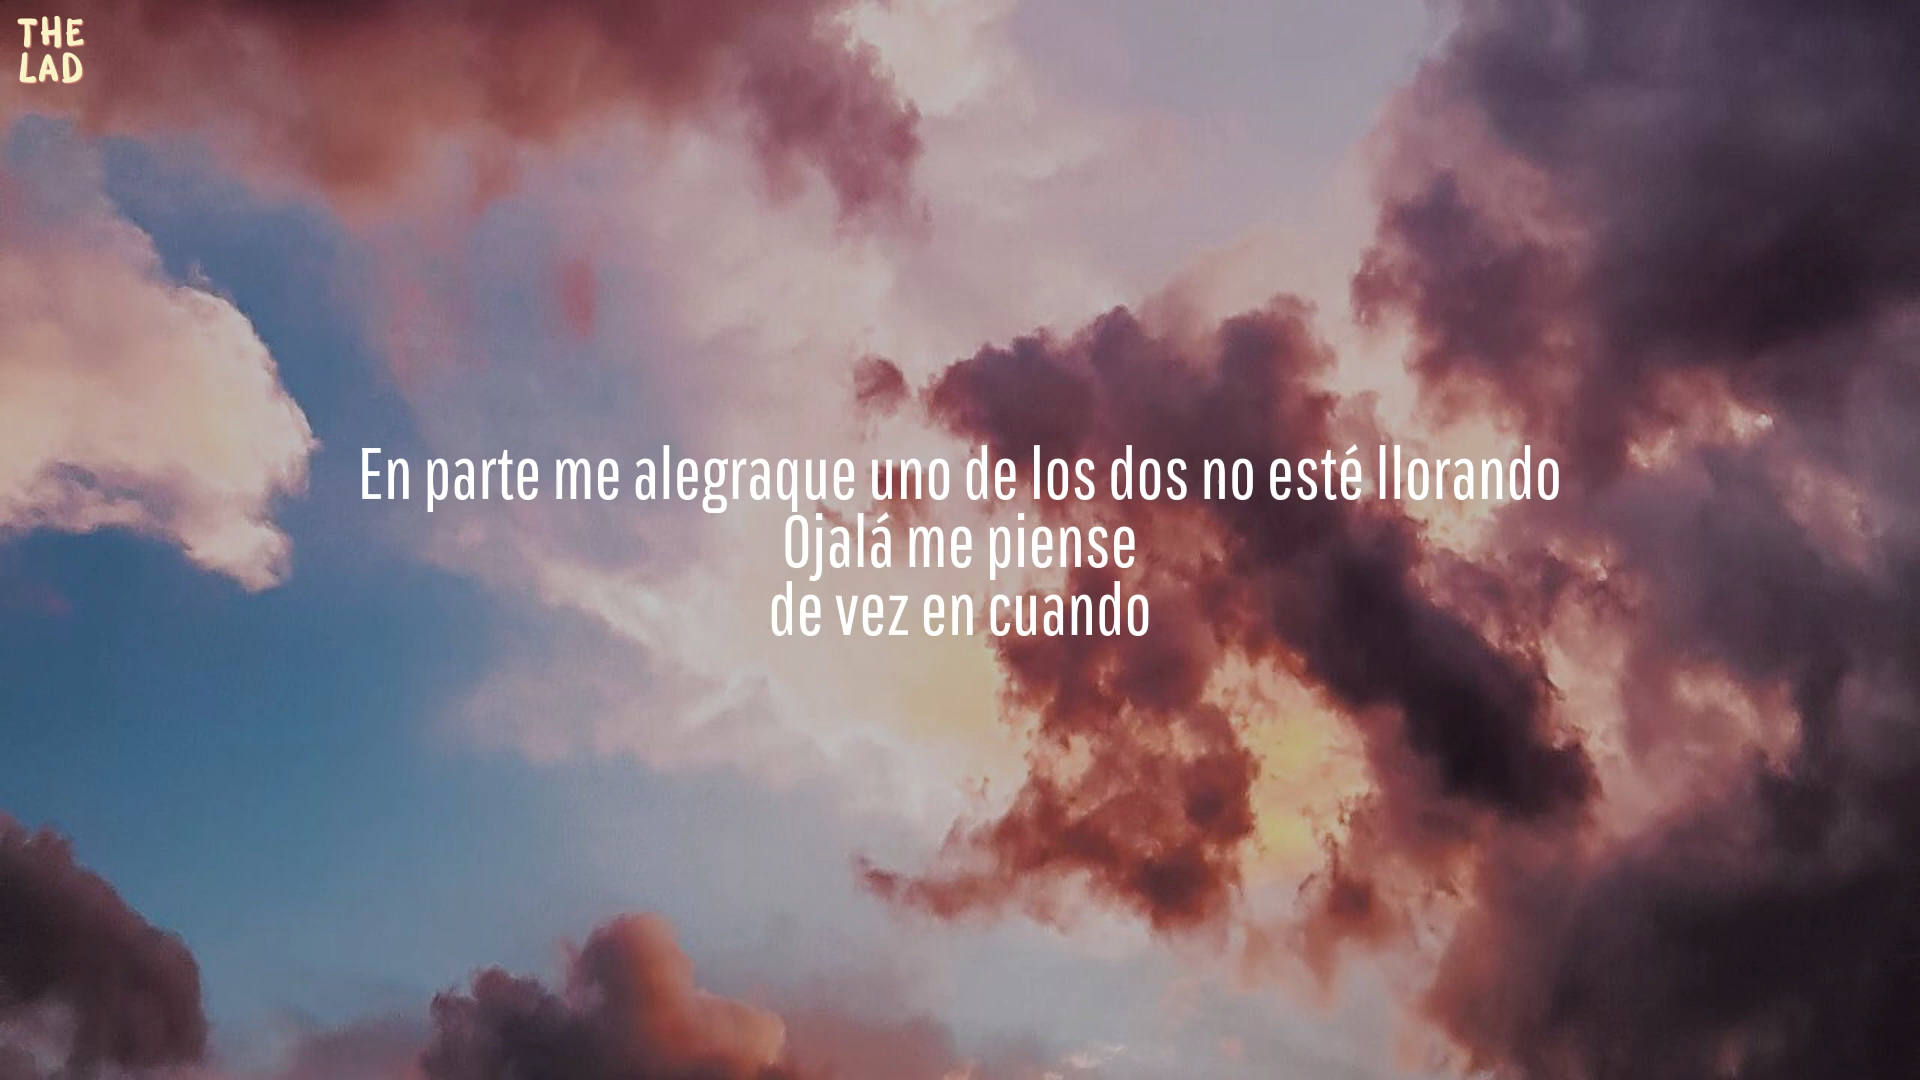 THE
LAD
En parte me alegraque uno de los dos no esté llorando
Ojalá me piense
de vez en cuando